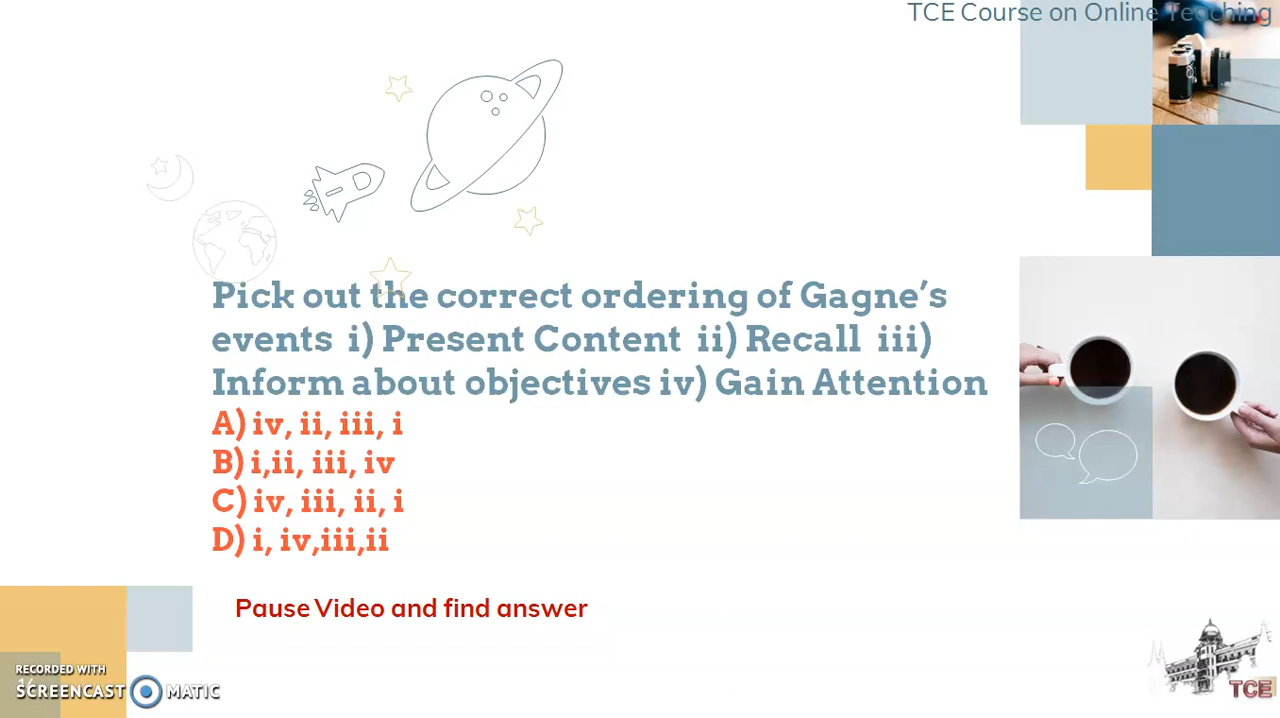 TCE Course on Online Teaching
Pick out the correct ordering of Gagne’s
events i) Present Content ii) Recall iii)
Inform about objectives iv) Gain Attention
A) iv, ii, iii, i
B) i,ii, iii, iv
C) iv, iii, ii, i
D) i, iv,iii,ii
Pause Video and find answer
RECORDED WITH
SCREENCAST MATIC
TCE